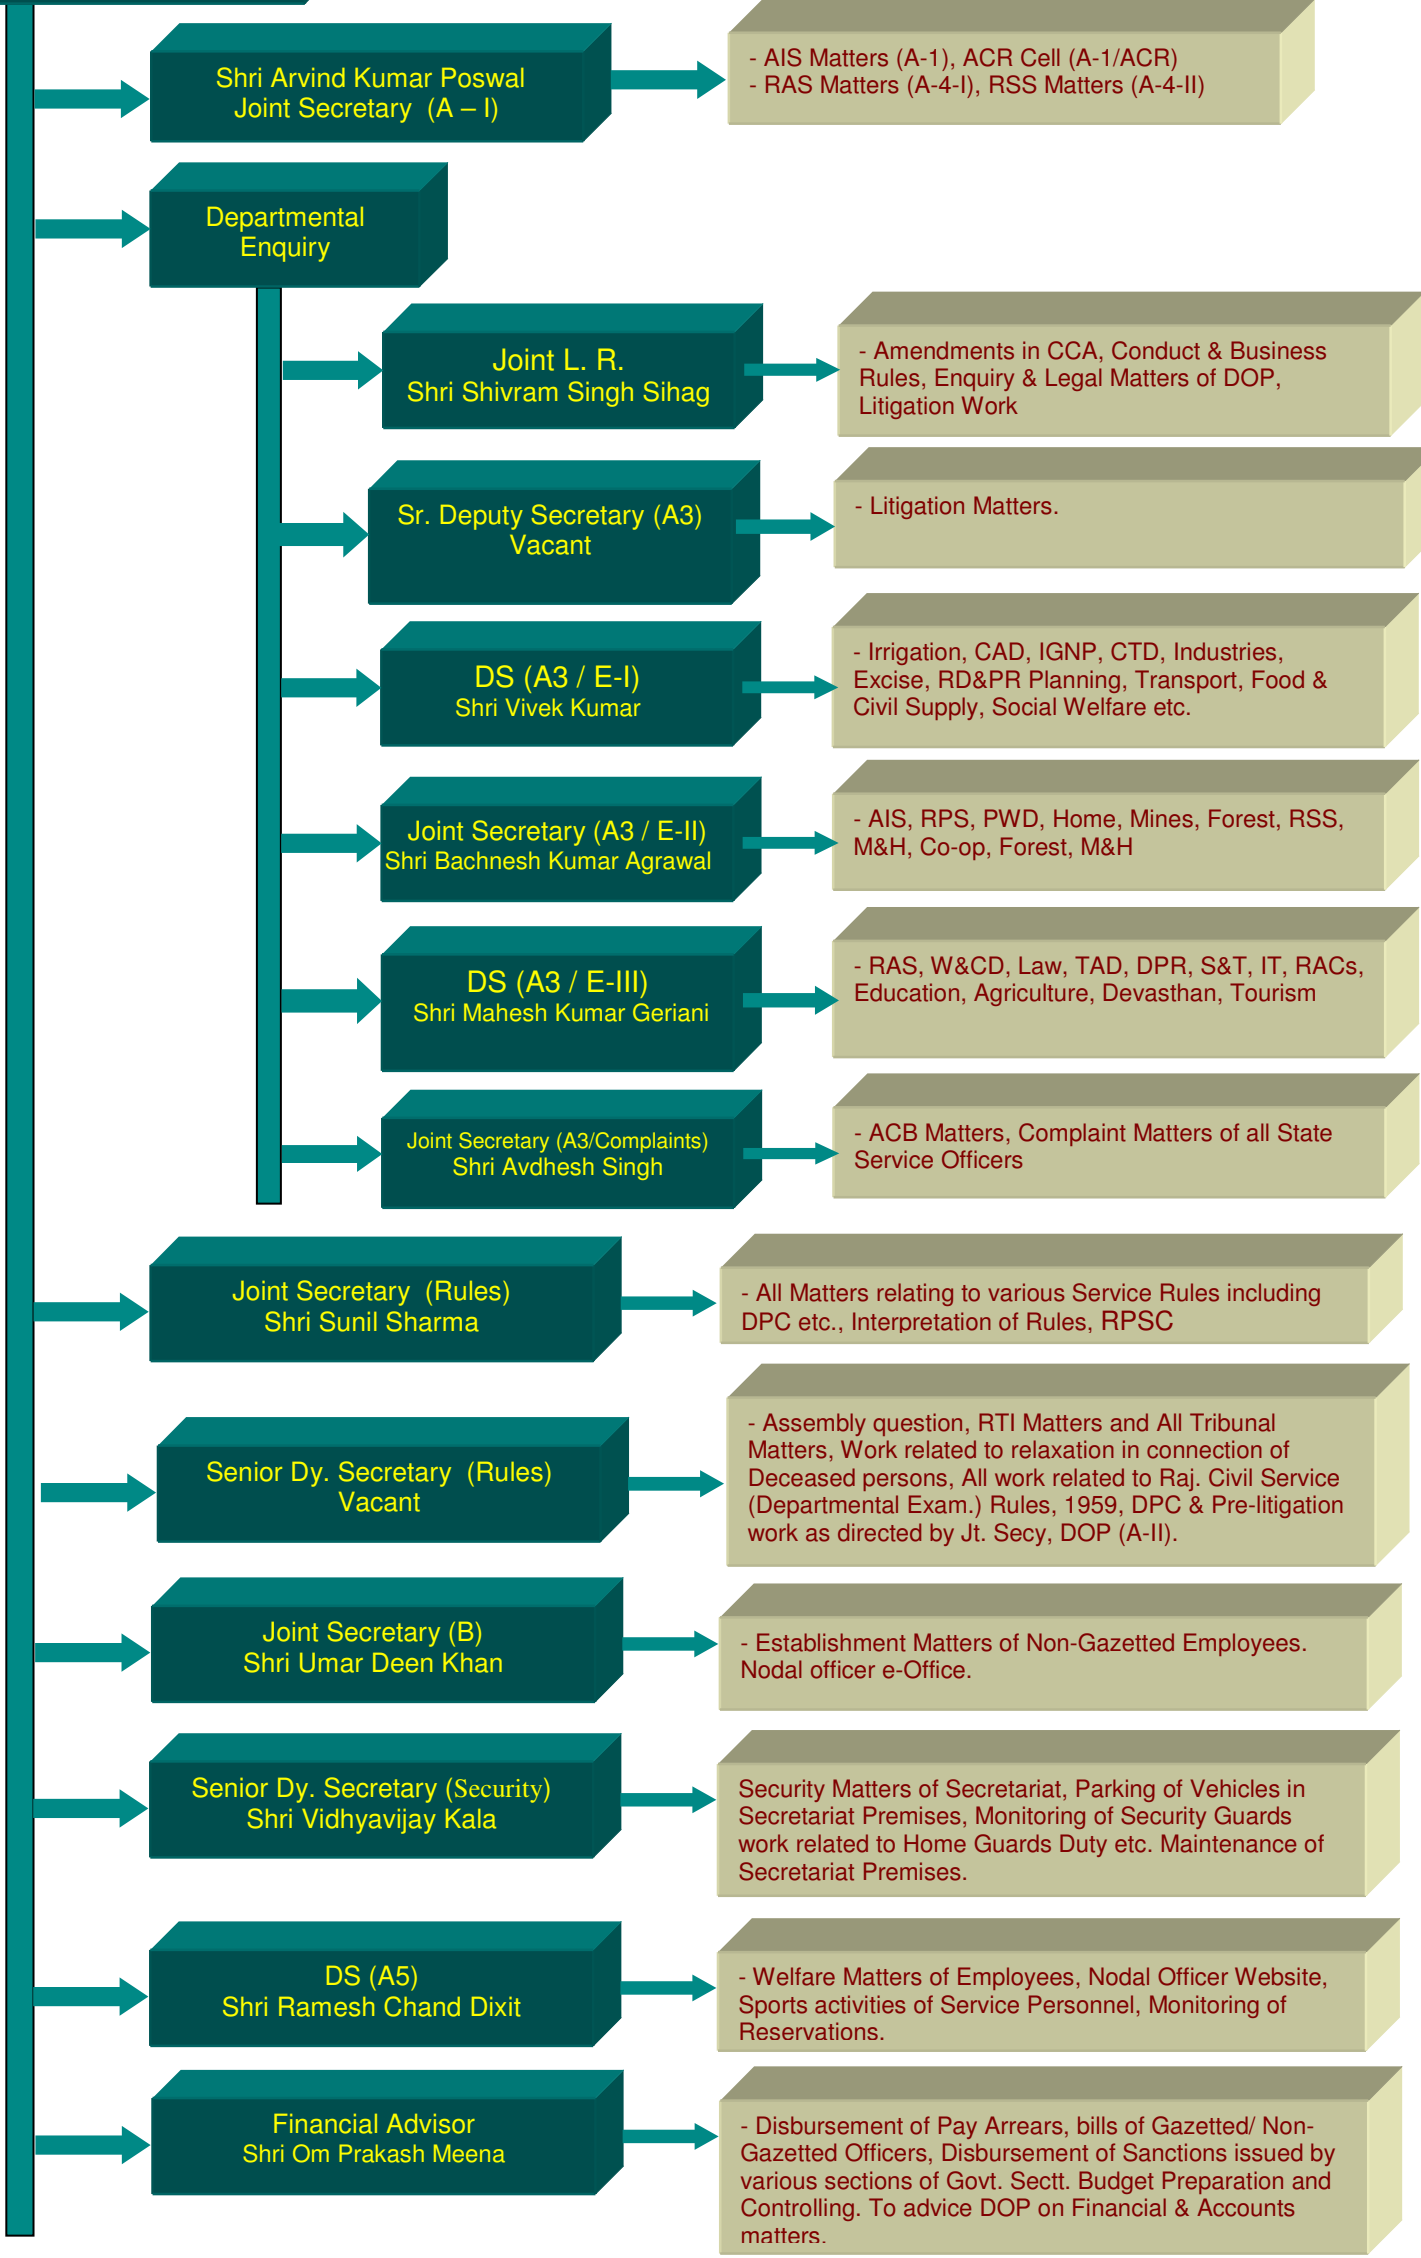 Shri Arvind Kumar Poswal
Joint Secretary (A – I)
- AIS Matters (A-1), ACR Cell (A-1/ACR)
- RAS Matters (A-4-I), RSS Matters (A-4-II)
Departmental
Enquiry
Joint L. R.
Shri Shivram Singh Sihag
- Amendments in CCA, Conduct & Business
Rules, Enquiry & Legal Matters of DOP,
Litigation Work
Sr. Deputy Secretary (A3)
Vacant
- Litigation Matters.
DS (A3 / E-I)
Shri Vivek Kumar
- Irrigation, CAD, IGNP, CTD, Industries,
Excise, RD&PR Planning, Transport, Food &
Civil Supply, Social Welfare etc.
Joint Secretary (A3 / E-II)
Shri Bachnesh Kumar Agrawal
- AIS, RPS, PWD, Home, Mines, Forest, RSS,
M&H, Co-op, Forest, M&H
DS (A3 / E-III)
Shri Mahesh Kumar Geriani
- RAS, W&CD, Law, TAD, DPR, S&T, IT, RACs,
Education, Agriculture, Devasthan, Tourism
Joint Secretary (A3/Complaints)
Shri Avdhesh Singh
- ACB Matters, Complaint Matters of all State
Service Officers
Joint Secretary (Rules)
Shri Sunil Sharma
- All Matters relating to various Service Rules including
DPC etc., Interpretation of Rules, RPSC
Senior Dy. Secretary (Rules)
Vacant
- Assembly question, RTI Matters and All Tribunal
Matters, Work related to relaxation in connection of
Deceased persons, All work related to Raj. Civil Service
(Departmental Exam.) Rules, 1959, DPC & Pre-litigation
work as directed by Jt. Secy, DOP (A-II).
Joint Secretary (B)
Shri Umar Deen Khan
- Establishment Matters of Non-Gazetted Employees.
Nodal officer e-Office.
Senior Dy. Secretary (Security)
Shri Vidhyavijay Kala
Security Matters of Secretariat, Parking of Vehicles in
Secretariat Premises, Monitoring of Security Guards
work related to Home Guards Duty etc. Maintenance of
Secretariat Premises.
DS (A5)
Shri Ramesh Chand Dixit
- Welfare Matters of Employees, Nodal Officer Website,
Sports activities of Service Personnel, Monitoring of
Reservations.
Financial Advisor
Shri Om Prakash Meena
- Disbursement of Pay Arrears, bills of Gazetted/ Non-
Gazetted Officers, Disbursement of Sanctions issued by
various sections of Govt. Sectt. Budget Preparation and
Controlling. To advice DOP on Financial & Accounts
matters.